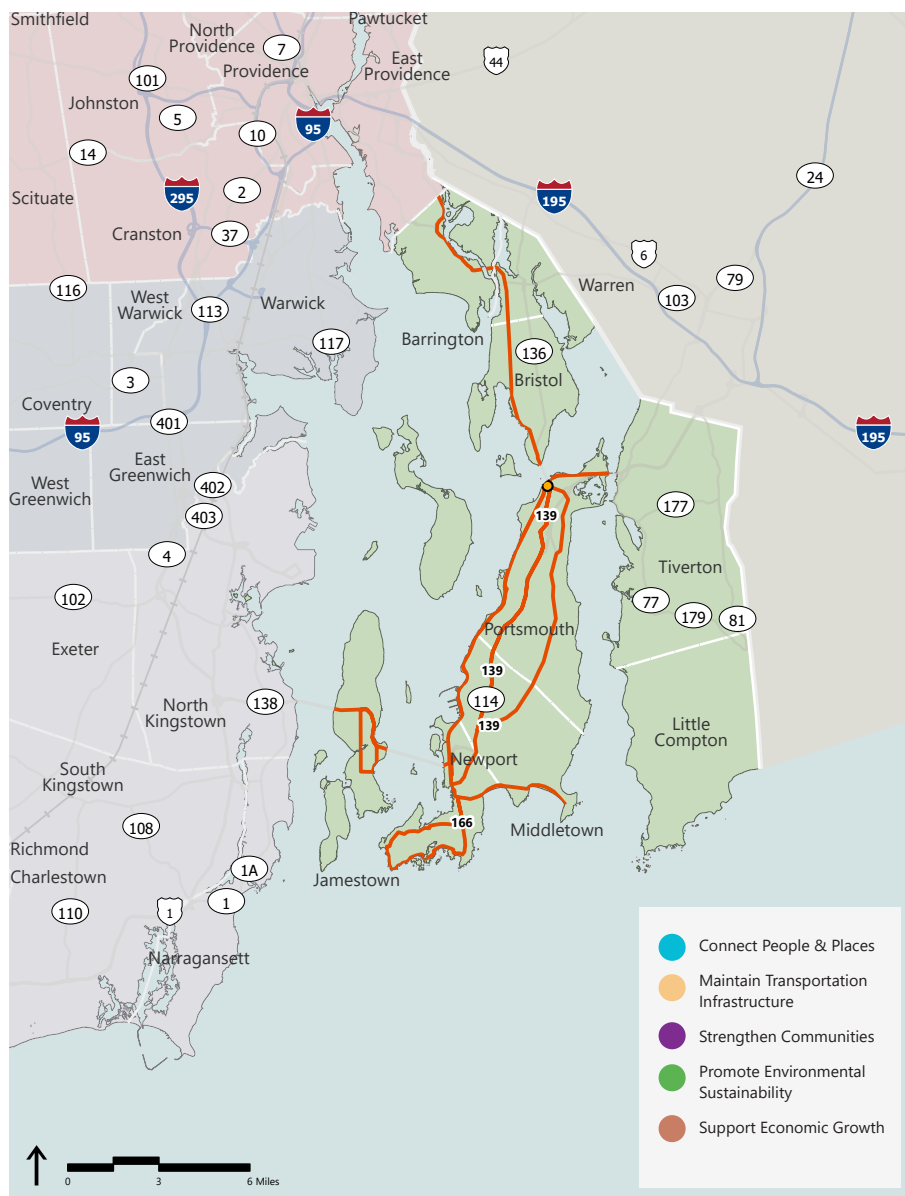 Smithfield
Pawtucket
North
Providence
7
East
Providence
Providence
44
101
Johnston
5
10
95
14
24
295
2
195
Scituate
37
Cranston
6
79
116
West
Warwick
113
Warwick
Warren
103
117
Barrington
136
3
Bristol
Coventry
401
95
195
East
Greenwich
402
West
Greenwich
403
139
177
4
Tiverton
102
77
179
81
Portsmouth
Exeter
139
138
114
North
Kingstown
139
Little
Compton
Newport
South
Kingstown
108
166
Middletown
Richmond
1A
Jamestown
Charlestown
110
1
1
Narragansett
Connect People & Places
Maintain Transportation
Infrastructure
Strengthen Communities
Promote Environmental
Sustainability
Support Economic Growth
0 3 6 Miles